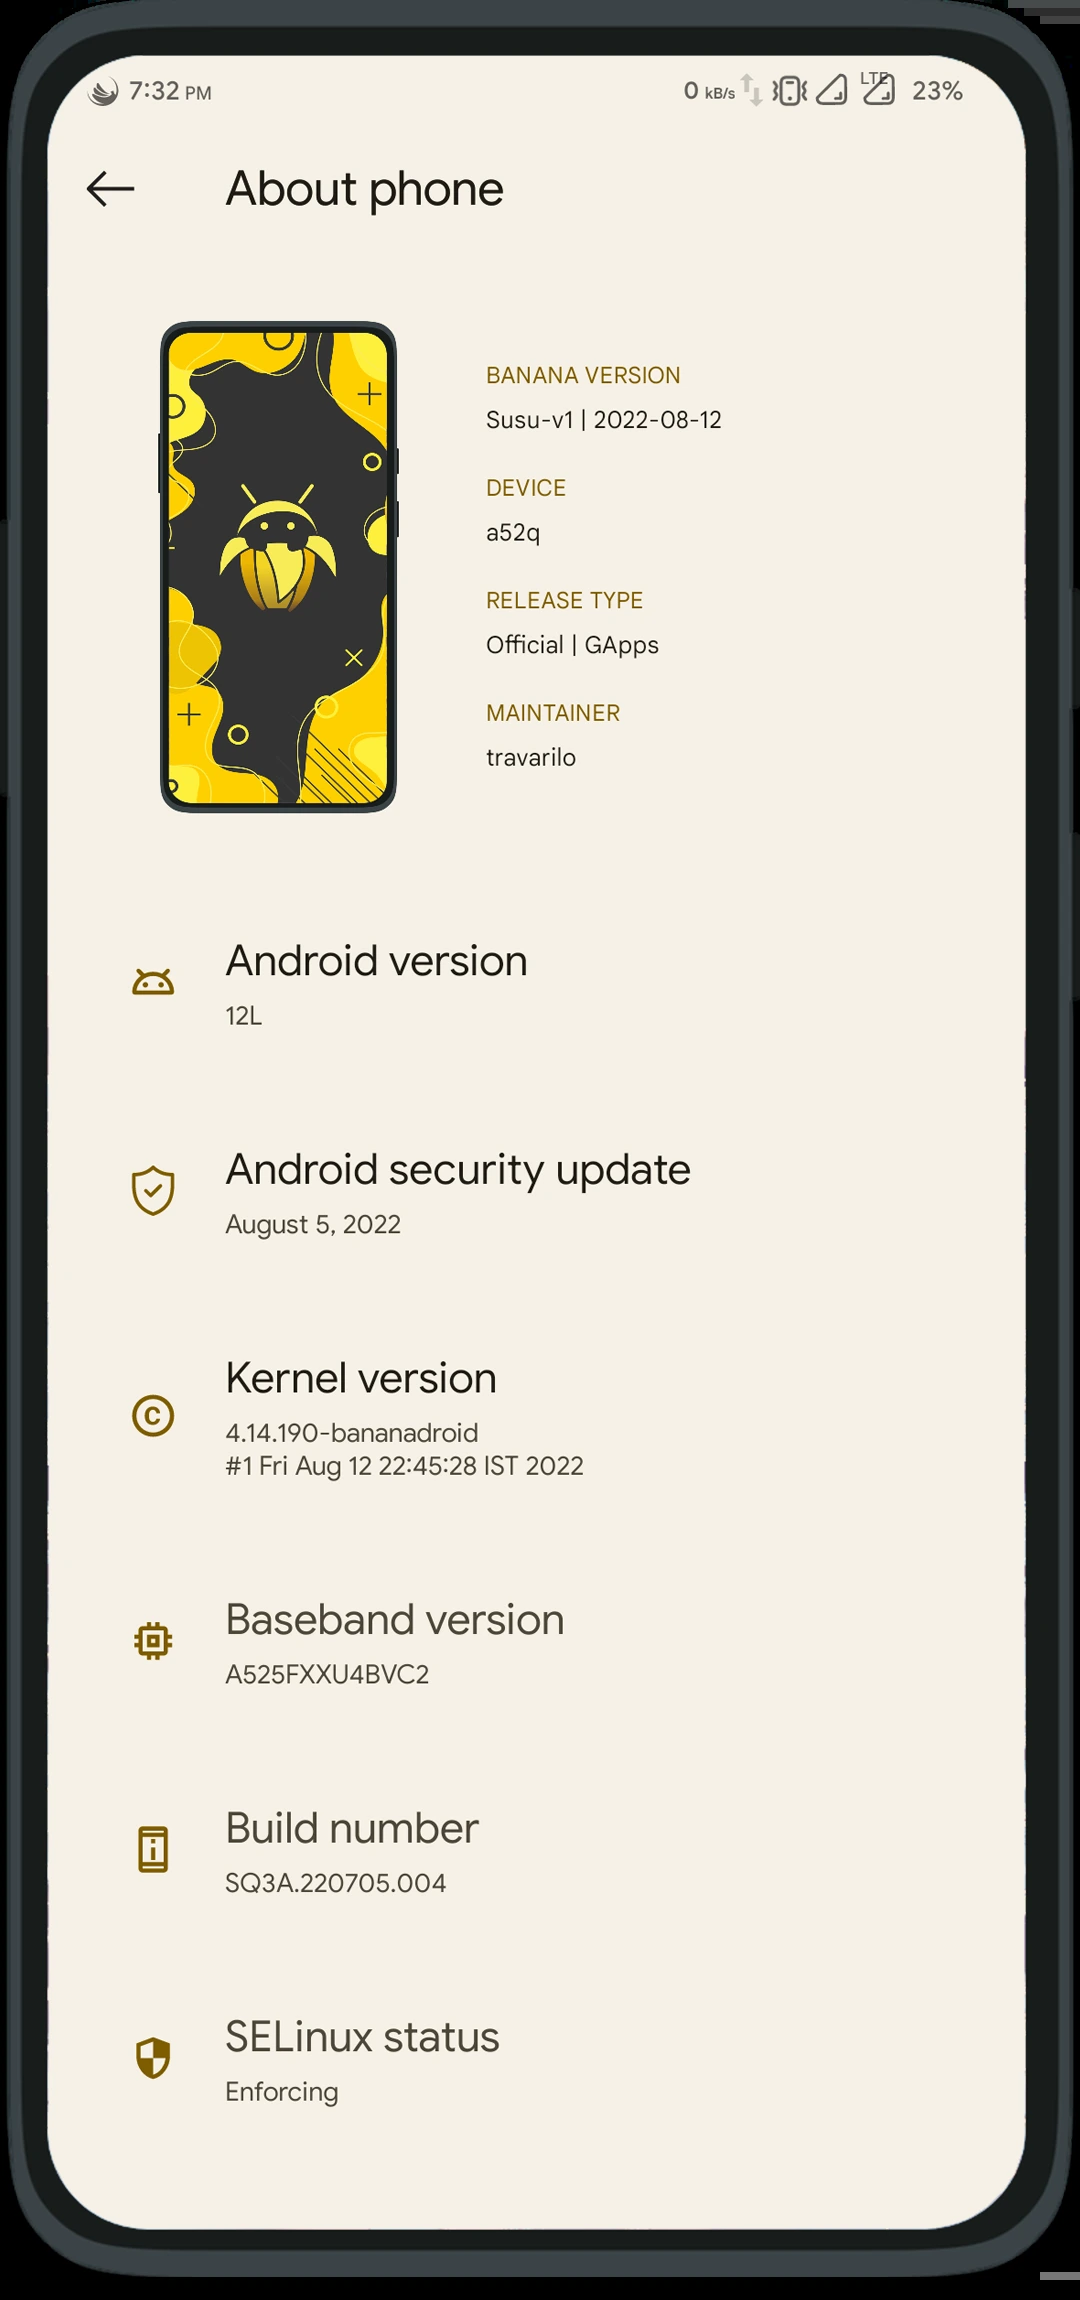 7:32 PM 0 kB/s LTE 23%
About phone
BANANA VERSION
Susu-v1 | 2022-08-12
DEVICE
a52q
RELEASE TYPE
Official | GApps
MAINTAINER
travarilo
Android version
12L
Android security update
August 5, 2022
Kernel version
4.14.190-bananadroid
#1 Fri Aug 12 22:45:28 IST 2022
Baseband version
A525FXXU4BVC2
Build number
SQ3A.220705.004
SELinux status
Enforcing